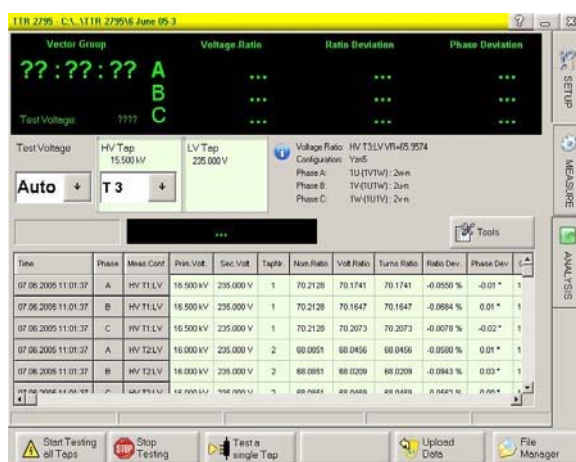 TTR 2795 - C:\..\TTR 2795\6 June 05-3
Vector Group Voltage Ratio Ratio Deviation Phase Deviation
??:??:?? A ... ... ...
B ... ... ...
Test Voltage: ???? C ... ... ...
SETUP
MEASURE
ANALYSIS
Test Voltage
Auto
HV Tap
15.500 kV
T 3
LV Tap
235.000 V
Voltage Ratio: HV T3:LV VR=65.9574
Configuration:
Phase A:
Phase B:
Phase C:
...
Tools
Time Phase Meas.Conf Prim.Volt. Sec.Volt TapNr. Nom.Ratio Volt.Ratio Turns Ratio Ratio Dev. Phase Dev
07.06.2005 11:01:37 A HV T1:LV 16.500 kV 235.000 V 1 70.2128 70.1741 70.1741 -0.0550 % -0.01 °
07.06.2005 11:01:37 B HV T1:LV 16.500 kV 235.000 V 1 70.2128 70.1647 70.1647 -0.0684 % 0.01 °
07.06.2005 11:01:37 C HV T1:LV 16.500 kV 235.000 V 1 70.2128 70.2073 70.2073 -0.0078 % -0.02 °
07.06.2005 11:01:37 A HV T2:LV 16.000 kV 235.000 V 2 68.0851 68.0456 68.0456 -0.0580 % 0.01 °
07.06.2005 11:01:37 B HV T2:LV 16.000 kV 235.000 V 2 68.0851 68.0209 68.0209 -0.0943 % 0.03 °
Start Testing all Taps
STOP Stop Testing
Test a single Tap
Upload Data
File Manager